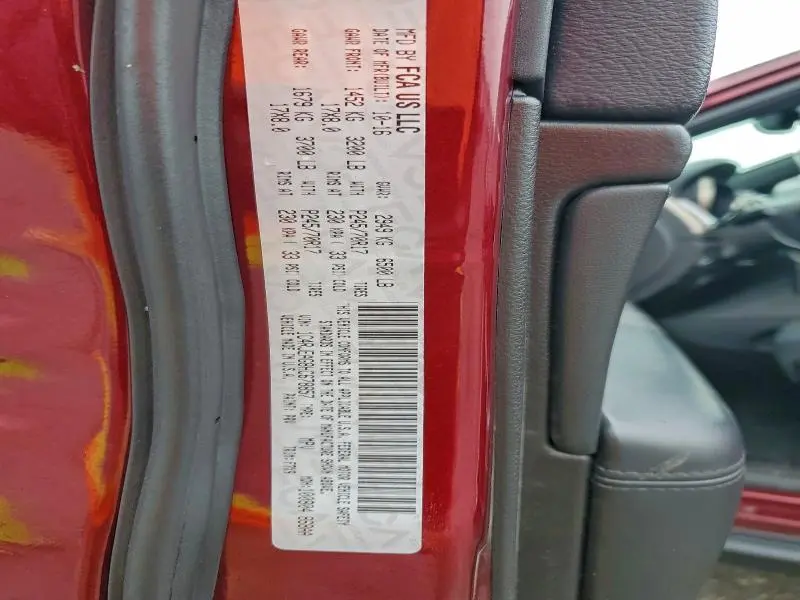 MFD BY FCA US LLC
DATE OF MFR(BUILT): 10-16 GVWR: 2949 KG 6500 LB
GAWR FRONT: 1452 KG 3200 LB WITH P245/70R17 TIRES
17X8.0 RIMS AT 230 KPA ( 33 PSI) COLD
GAWR REAR: 1679 KG 3700 LB WITH P245/70R17 TIRES
17X8.0 RIMS AT 230 KPA ( 33 PSI) COLD
THIS VEHICLE CONFORMS TO ALL APPLICABLE U.S.A. FEDERAL MOTOR VEHICLE SAFETY
STANDARDS IN EFFECT ON THE DATE OF MANUFACTURE SHOWN ABOVE.
VIN: TYPE: MPV
VEHICLE MADE IN U.S.A. PAINT: PRV